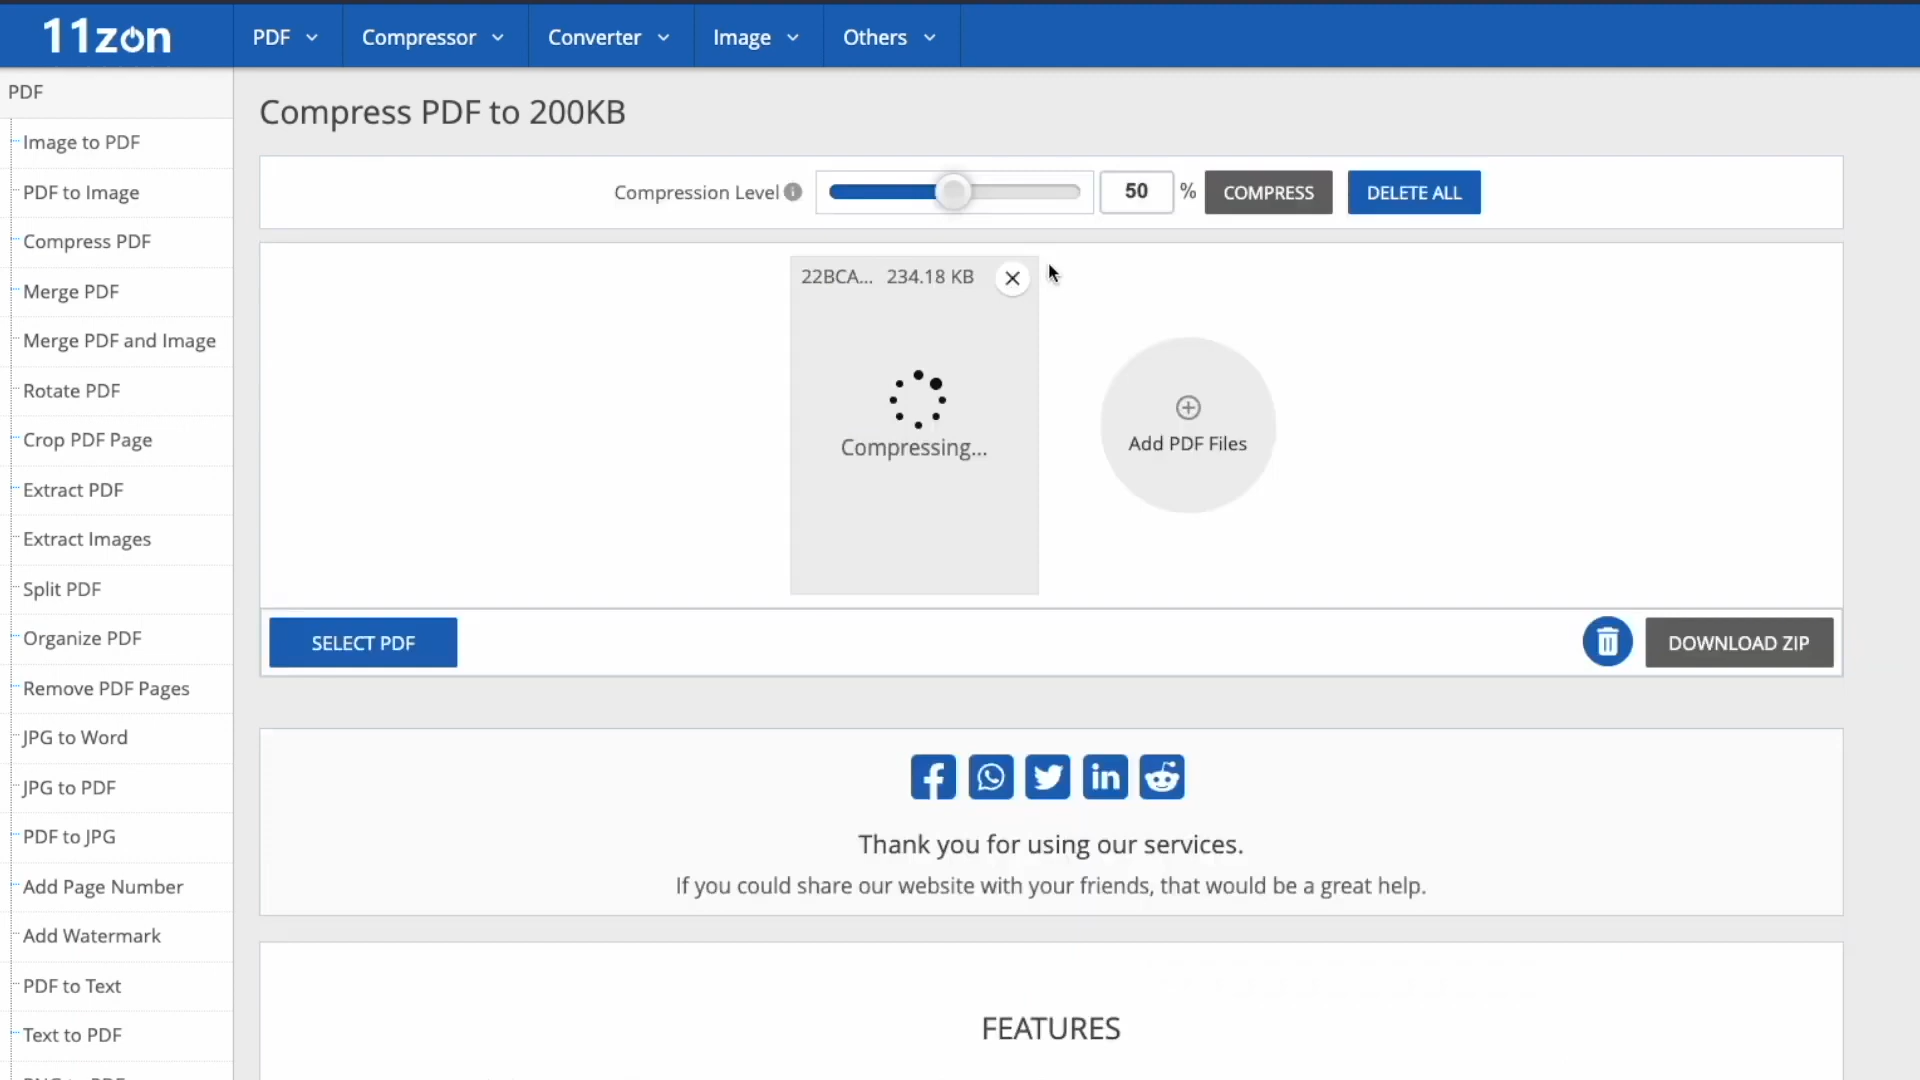 11zon
PDF
Compressor
Converter
Image
Others
PDF
Image to PDF
PDF to Image
Compress PDF
Merge PDF
Merge PDF and Image
Rotate PDF
Crop PDF Page
Extract PDF
Extract Images
Split PDF
Organize PDF
Remove PDF Pages
JPG to Word
JPG to PDF
PDF to JPG
Add Page Number
Add Watermark
PDF to Text
Text to PDF
Compress PDF to 200KB
Compression Level
50
%
COMPRESS
DELETE ALL
22BCA... 234.18 KB
Compressing...
Add PDF Files
SELECT PDF
DOWNLOAD ZIP
Thank you for using our services.
If you could share our website with your friends, that would be a great help.
FEATURES